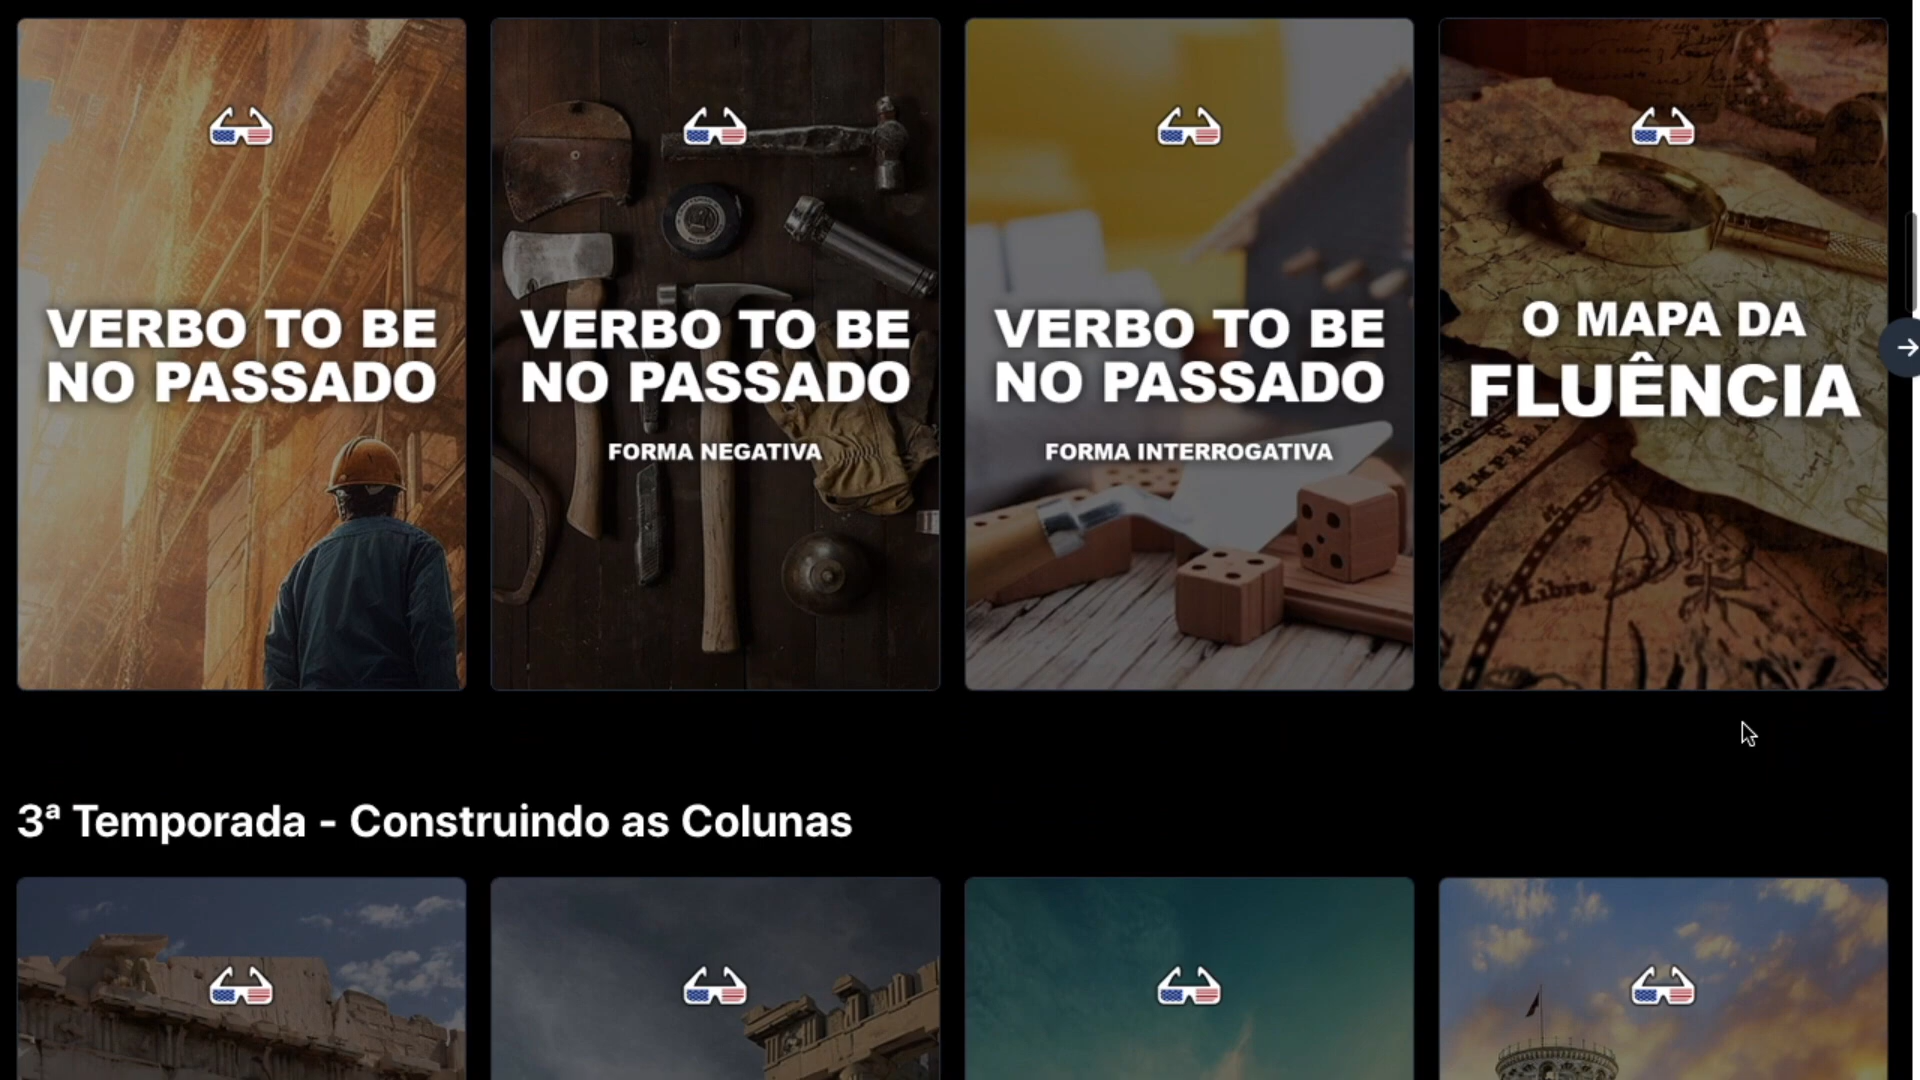 VERBO TO BE
NO PASSADO
VERBO TO BE
NO PASSADO
FORMA NEGATIVA
VERBO TO BE
NO PASSADO
FORMA INTERROGATIVA
O MAPA DA
FLUÊNCIA
Libra
3ª Temporada - Construindo as Colunas